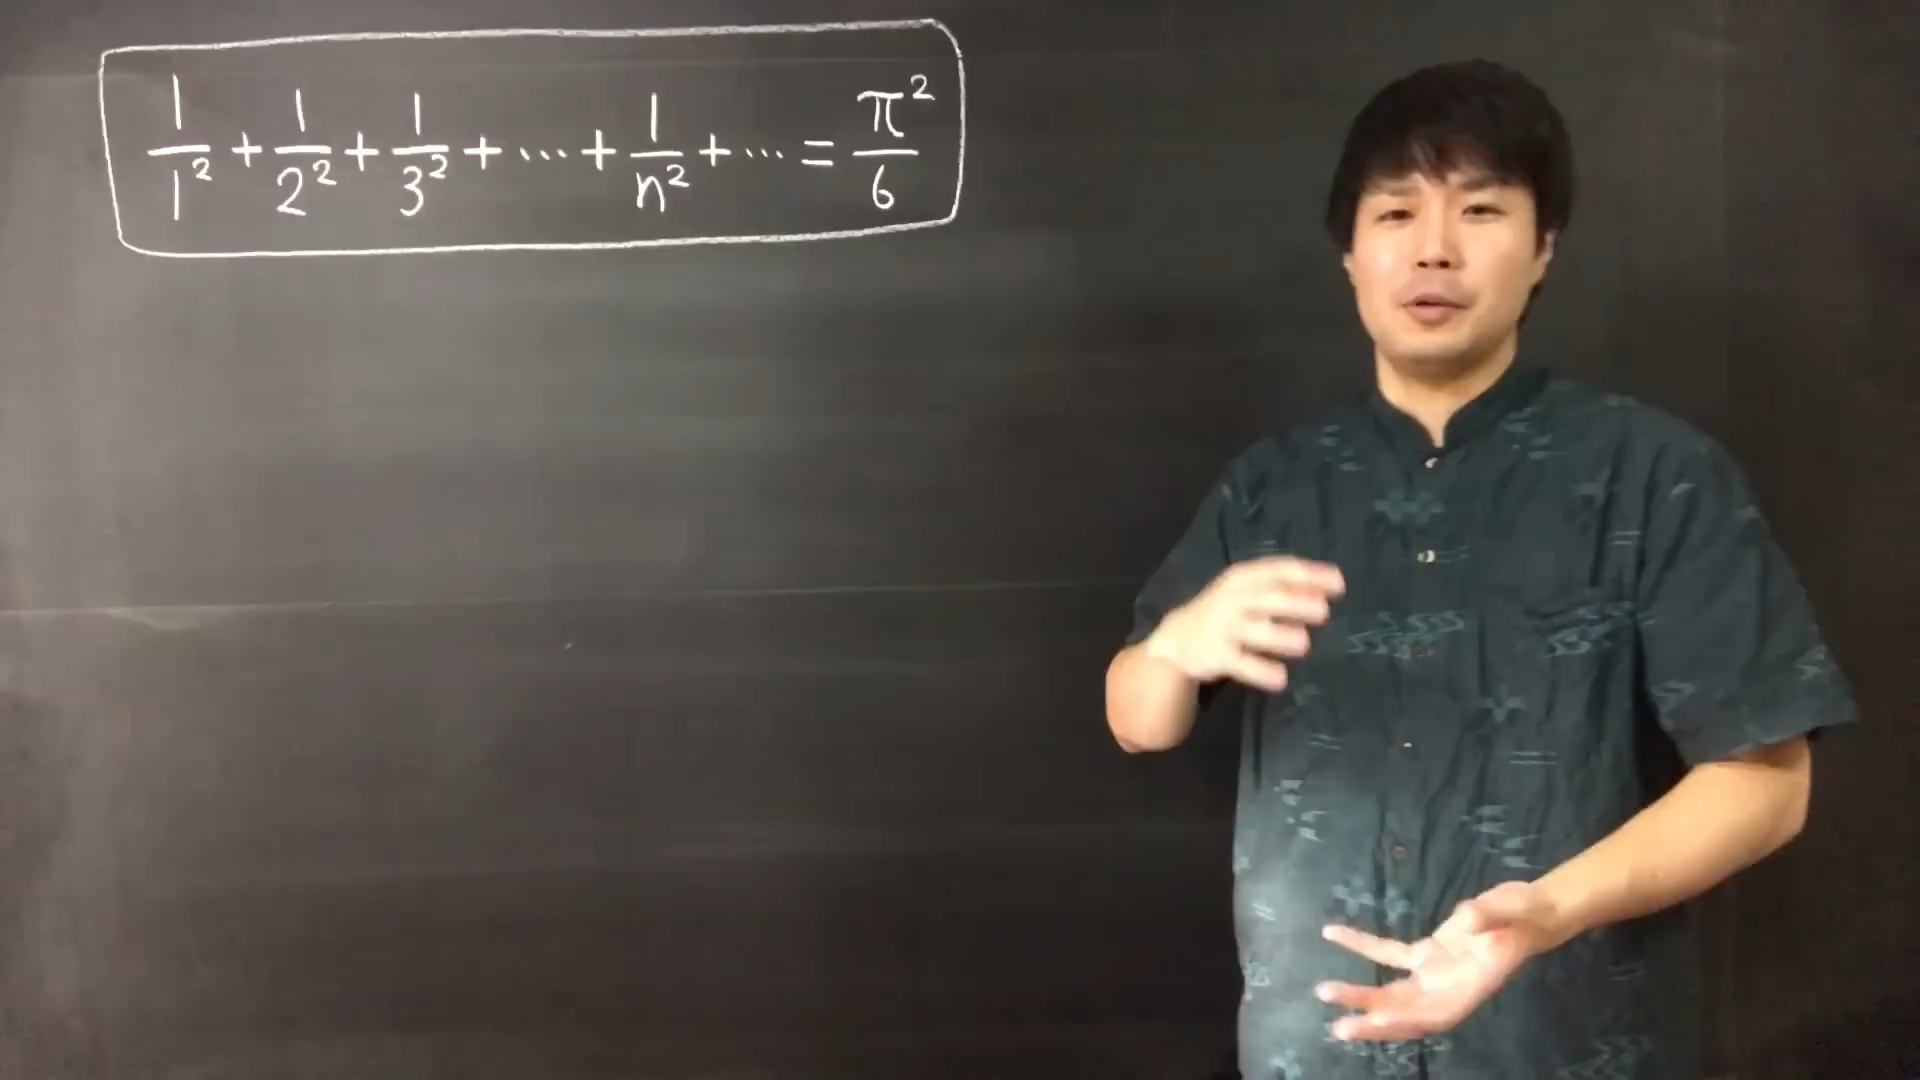 1/1² + 1/2² + 1/3² + ... + 1/n² + ... = π²/6